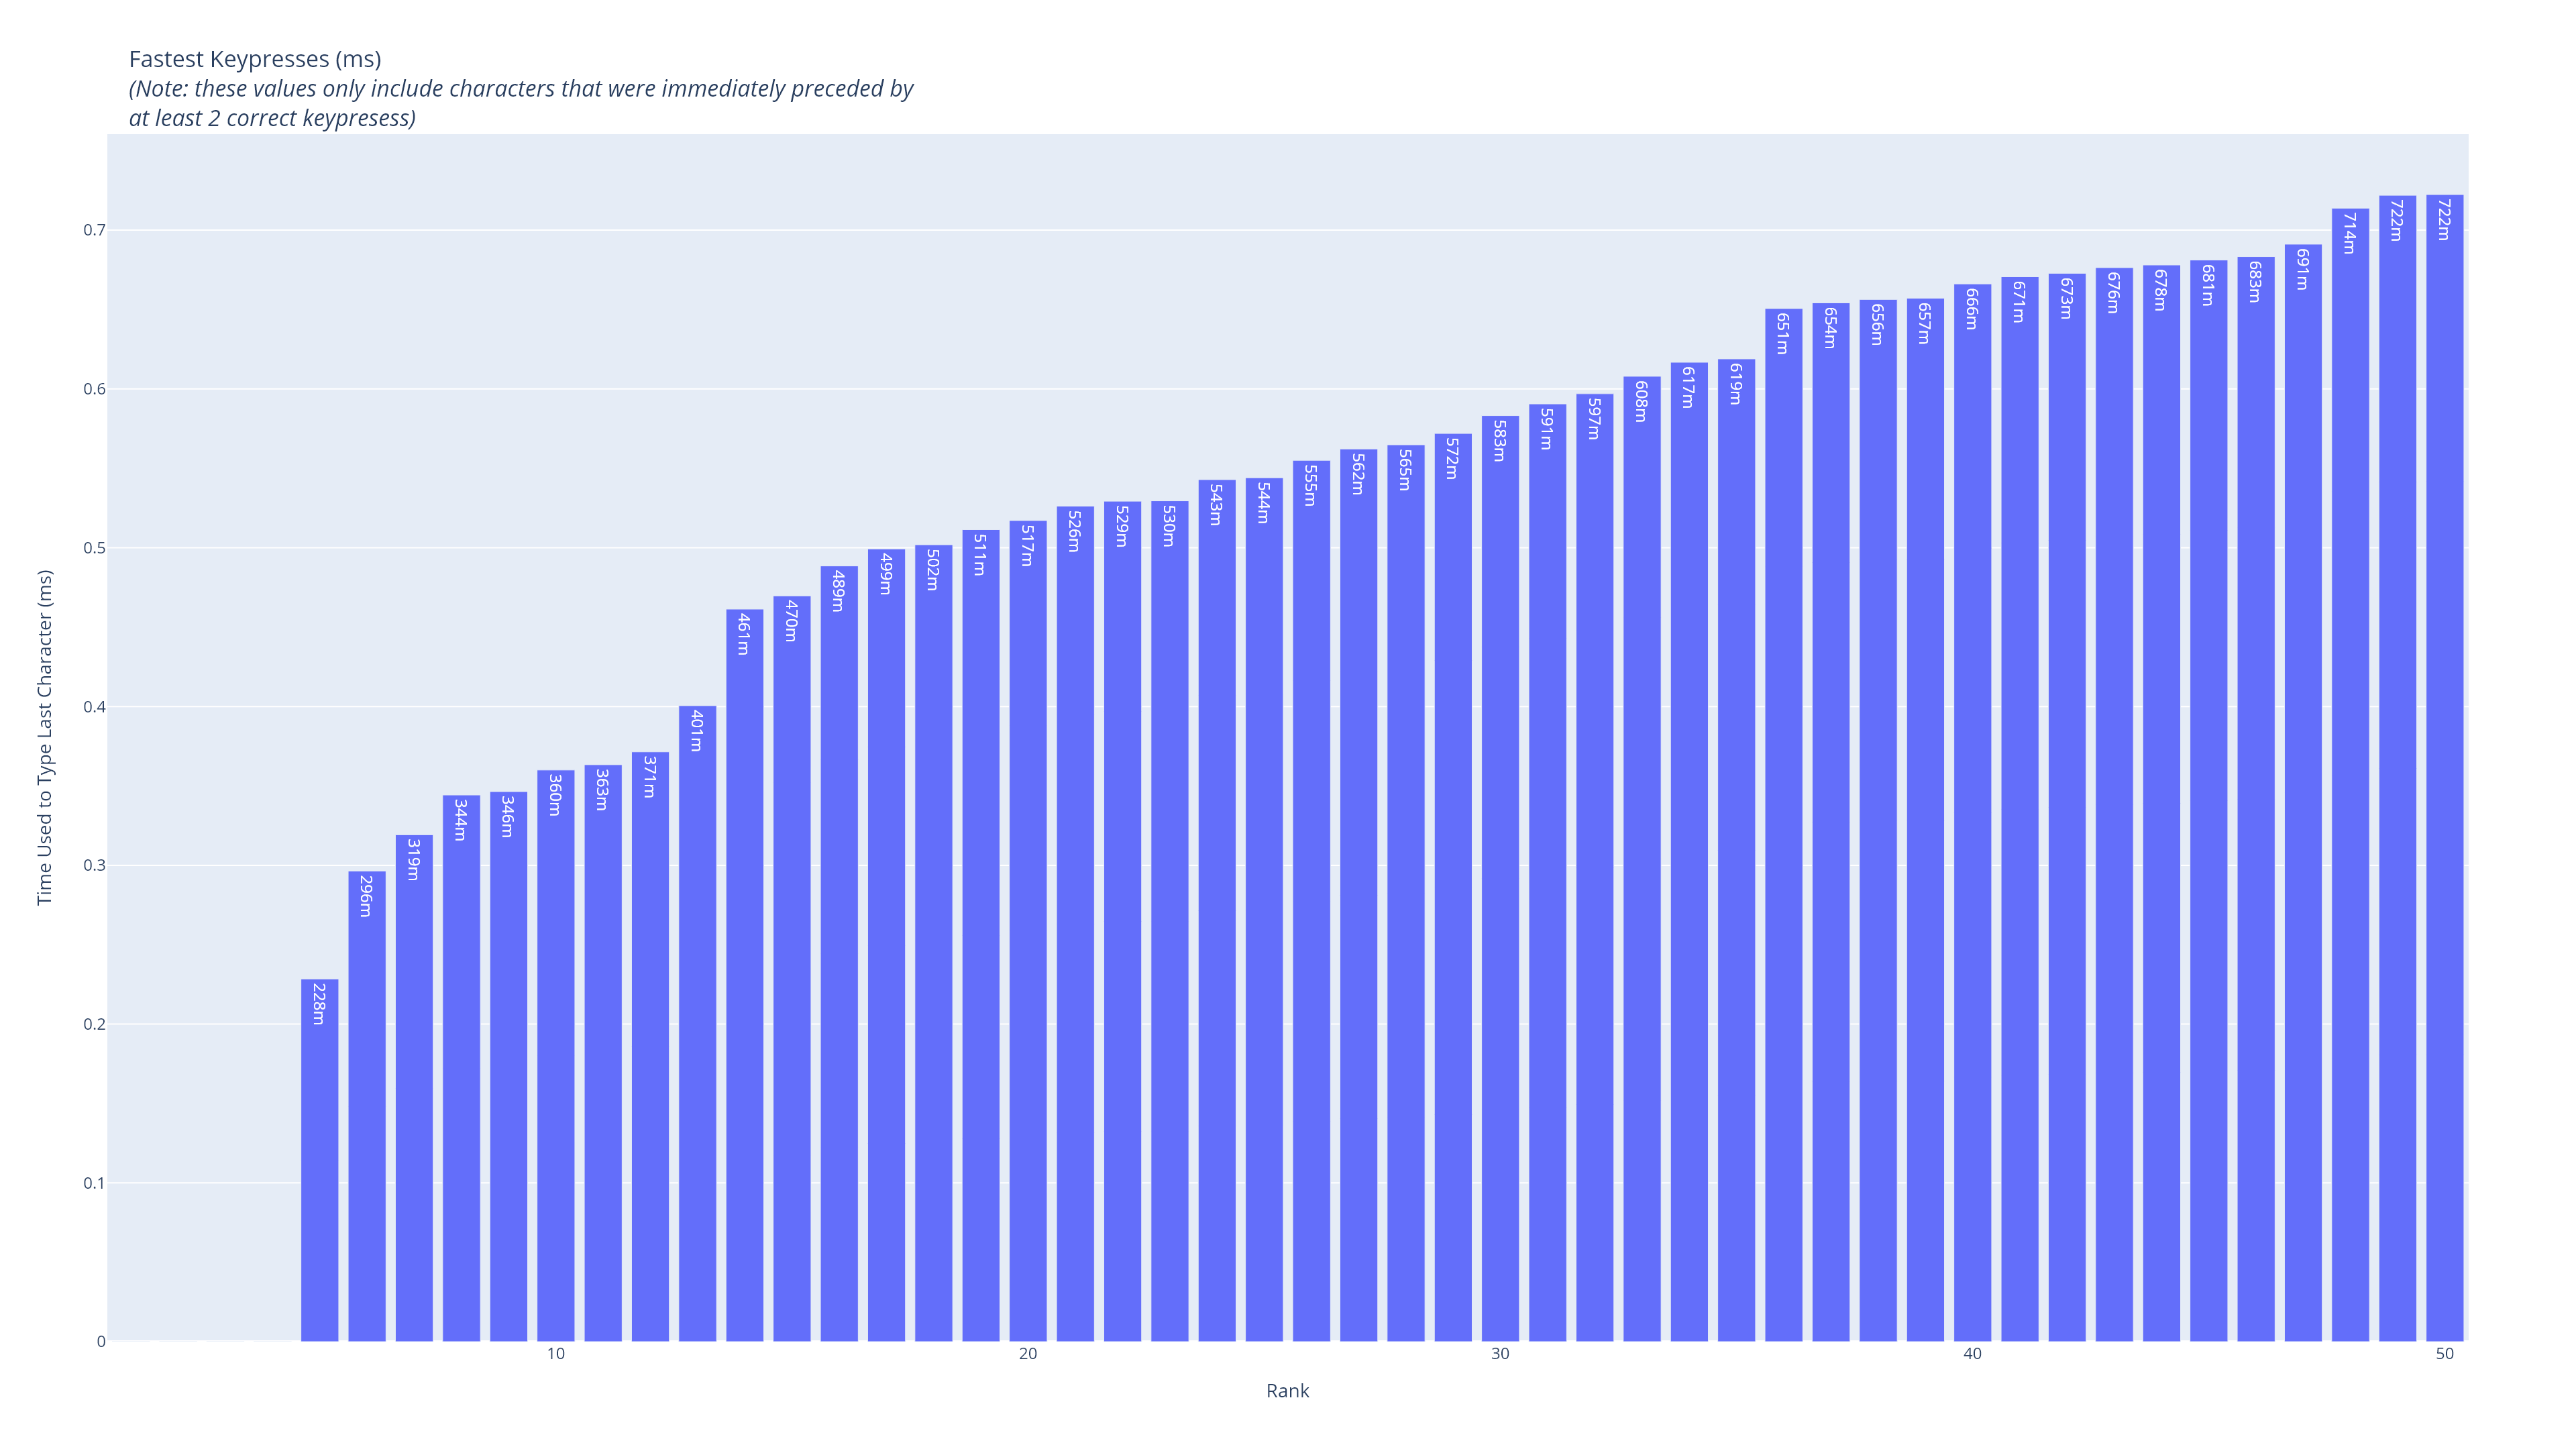 Fastest Keypresses (ms)
(Note: these values only include characters that were immediately preceded by
at least 2 correct keypresess)
Time Used to Type Last Character (ms)
0.7
0.6
0.5
0.4
0.3
0.2
0.1
0
228m
296m
319m
344m
346m
360m
363m
371m
401m
461m
470m
489m
499m
502m
511m
517m
526m
529m
530m
543m
544m
555m
562m
565m
572m
583m
591m
597m
608m
617m
619m
651m
654m
656m
657m
666m
671m
673m
676m
678m
681m
683m
691m
714m
722m
722m
10
20
30
40
50
Rank